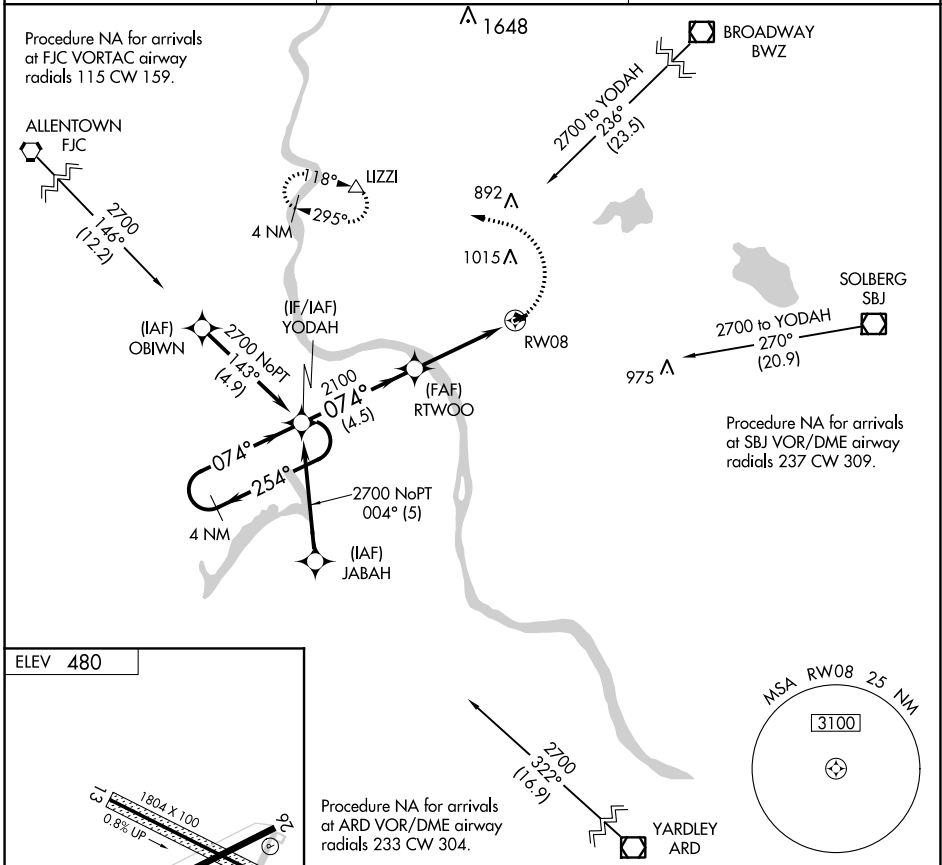 1648
Procedure NA for arrivals
at FJC VORTAC airway
radials 115 CW 159.
BROADWAY
BWZ
2700 to YODAH
236°
(23.5)
ALLENTOWN
FJC
2700
146°
(12.2)
118°
LIZZI
295°
4 NM
892
1015
SOLBERG
SBJ
2700 to YODAH
270°
(20.9)
975
(IAF)
OBIWN
2700 NoPT
143°
(4.9)
(IF/IAF)
YODAH
RW08
2100
074°
(4.5)
(FAF)
RTWOO
074°
254°
4 NM
2700 NoPT
004° (5)
(IAF)
JABAH
Procedure NA for arrivals
at SBJ VOR/DME airway
radials 237 CW 309.
ELEV 480
MSA RW08 25 NM
3100
2700
322°
(16.9)
13
1804 X 100
0.8% UP
26
P
Procedure NA for arrivals
at ARD VOR/DME airway
radials 233 CW 304.
YARDLEY
ARD